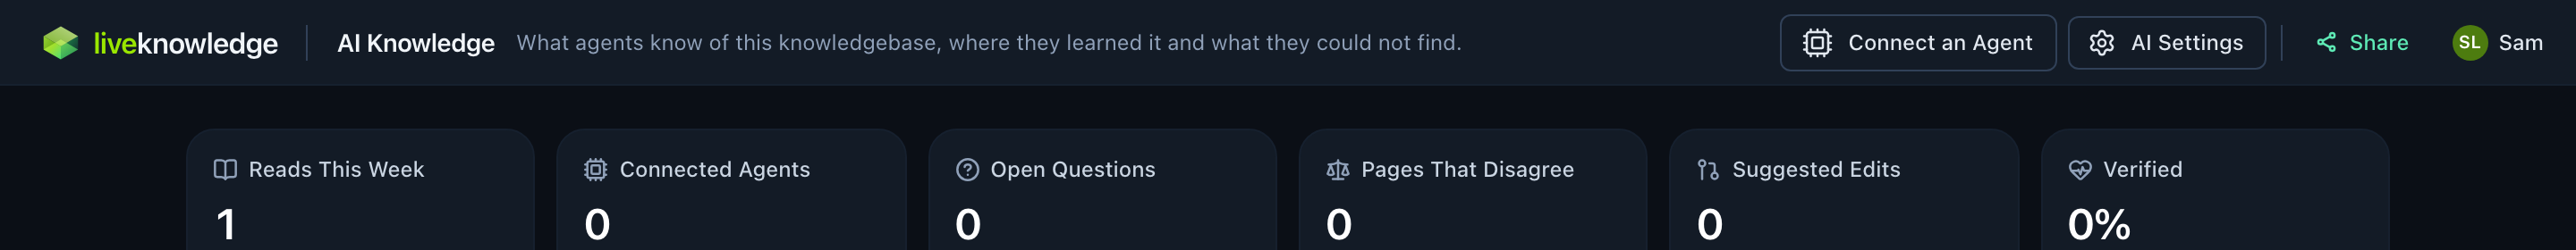 liveknowledge
AI Knowledge
What agents know of this knowledgebase, where they learned it and what they could not find.
Connect an Agent
AI Settings
Share
SL
Sam
Reads This Week
1
Connected Agents
0
Open Questions
0
Pages That Disagree
0
Suggested Edits
0
Verified
0%